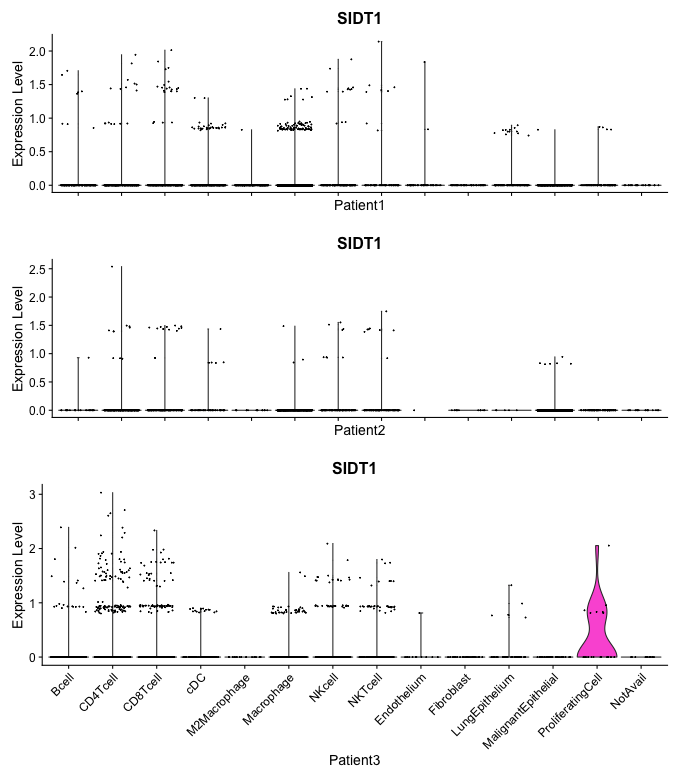 SIDT1
Expression Level
2.0
1.5
1.0
0.5
0.0
Patient1
SIDT1
Expression Level
2.5
2.0
1.5
1.0
0.5
0.0
Patient2
SIDT1
Expression Level
3
2
1
0
Bcell
CD4Tcell
CD8Tcell
cDC
M2Macrophage
Macrophage
NKcell
NKTcell
Endothelium
Fibroblast
LungEpithelium
MalignantEpithelial
ProliferatingCell
NotAvail
Patient3